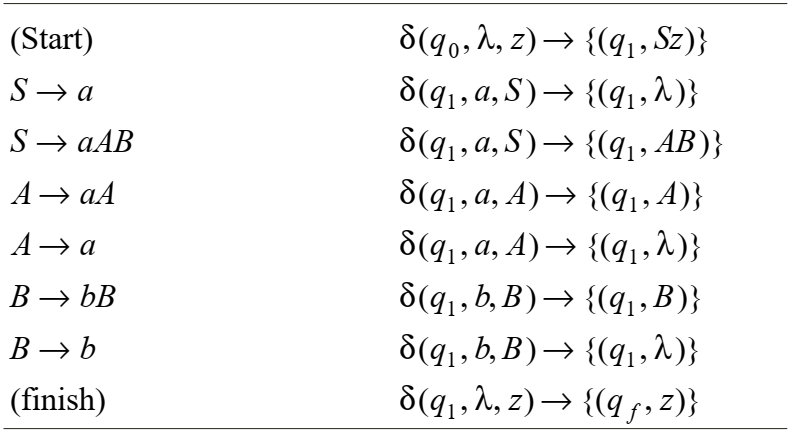 (Start) δ(q₀, λ, z) → {(q₁, Sz)}
S → a δ(q₁, a, S) → {(q₁, λ)}
S → aAB δ(q₁, a, S) → {(q₁, AB)}
A → aA δ(q₁, a, A) → {(q₁, A)}
A → a δ(q₁, a, A) → {(q₁, λ)}
B → bB δ(q₁, b, B) → {(q₁, B)}
B → b δ(q₁, b, B) → {(q₁, λ)}
(finish) δ(q₁, λ, z) → {(q_f, z)}